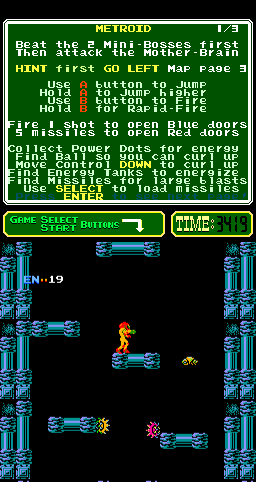 METROID 1/3
Beat the 2 Mini-Bosses first
Then attack the Mother-Brain
HINT first GO LEFT Map page 3
Use A button to Jump
Hold A to Jump higher
Use B button to Fire
Hold B for Rapid-Fire
Fire 1 shot to open Blue doors
5 missiles to open Red doors
Collect Power Dots for energy
Find Ball so you can curl up
Move Control DOWN to curl up
Find Energy Tanks to energize
Find Missiles for large blasts
Use SELECT to load missiles
ENTER
GAME SELECT
START BUTTONS
TIME: 3419
EN..19